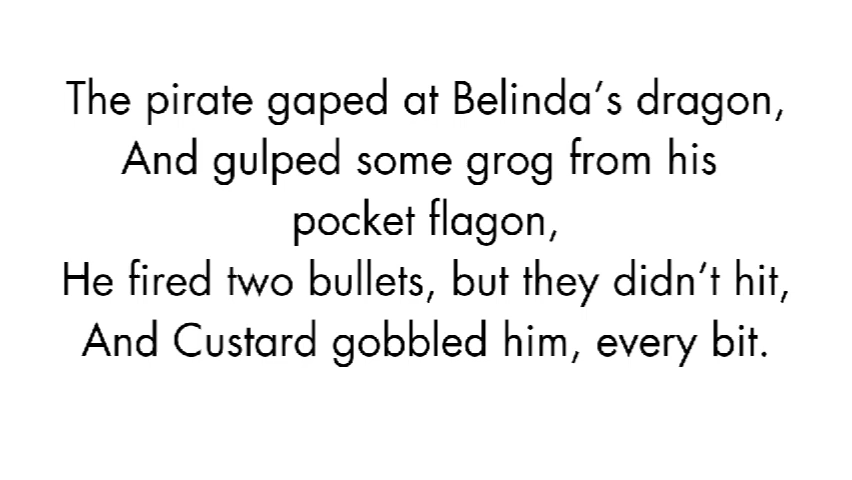 The pirate gaped at Belinda’s dragon,
And gulped some grog from his
pocket flagon,
He fired two bullets, but they didn’t hit,
And Custard gobbled him, every bit.